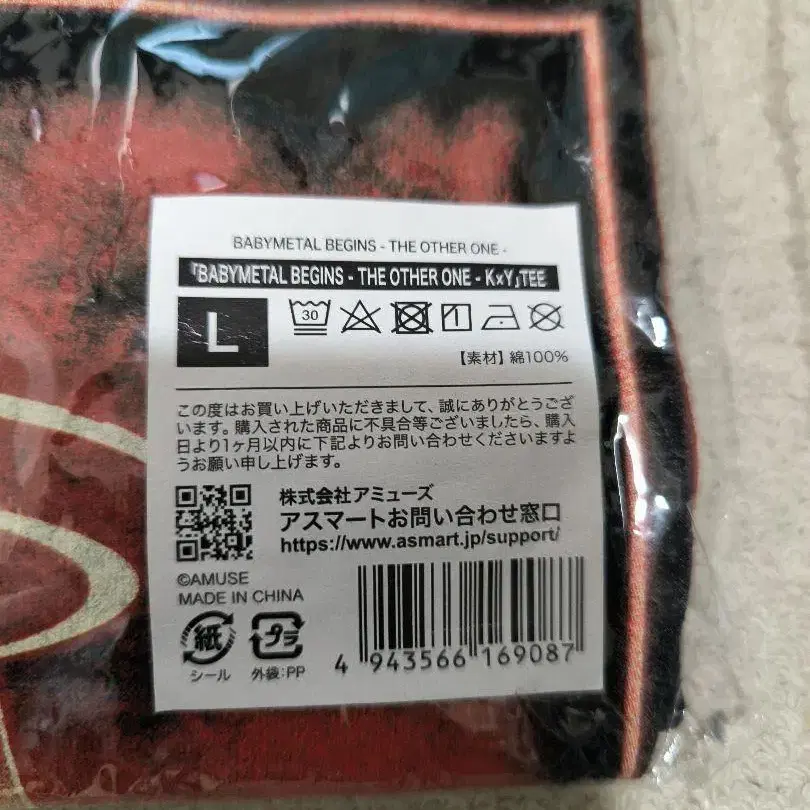 BABYMETAL BEGINS - THE OTHER ONE -
『BABYMETAL BEGINS - THE OTHER ONE - K×Y』TEE
L
30
【素材】綿100%
この度はお買い上げいただきまして、誠にありがとうござ
います。購入された商品に不具合等ございましたら、購入
日より1ヶ月以内に下記よりお問い合わせくださいますよ
うお願い申し上げます。
株式会社アミューズ
アスマートお問い合わせ窓口
https://www.asmart.jp/support/
©AMUSE
MADE IN CHINA
紙
プラ
シール
外袋:PP
4 943566 169087